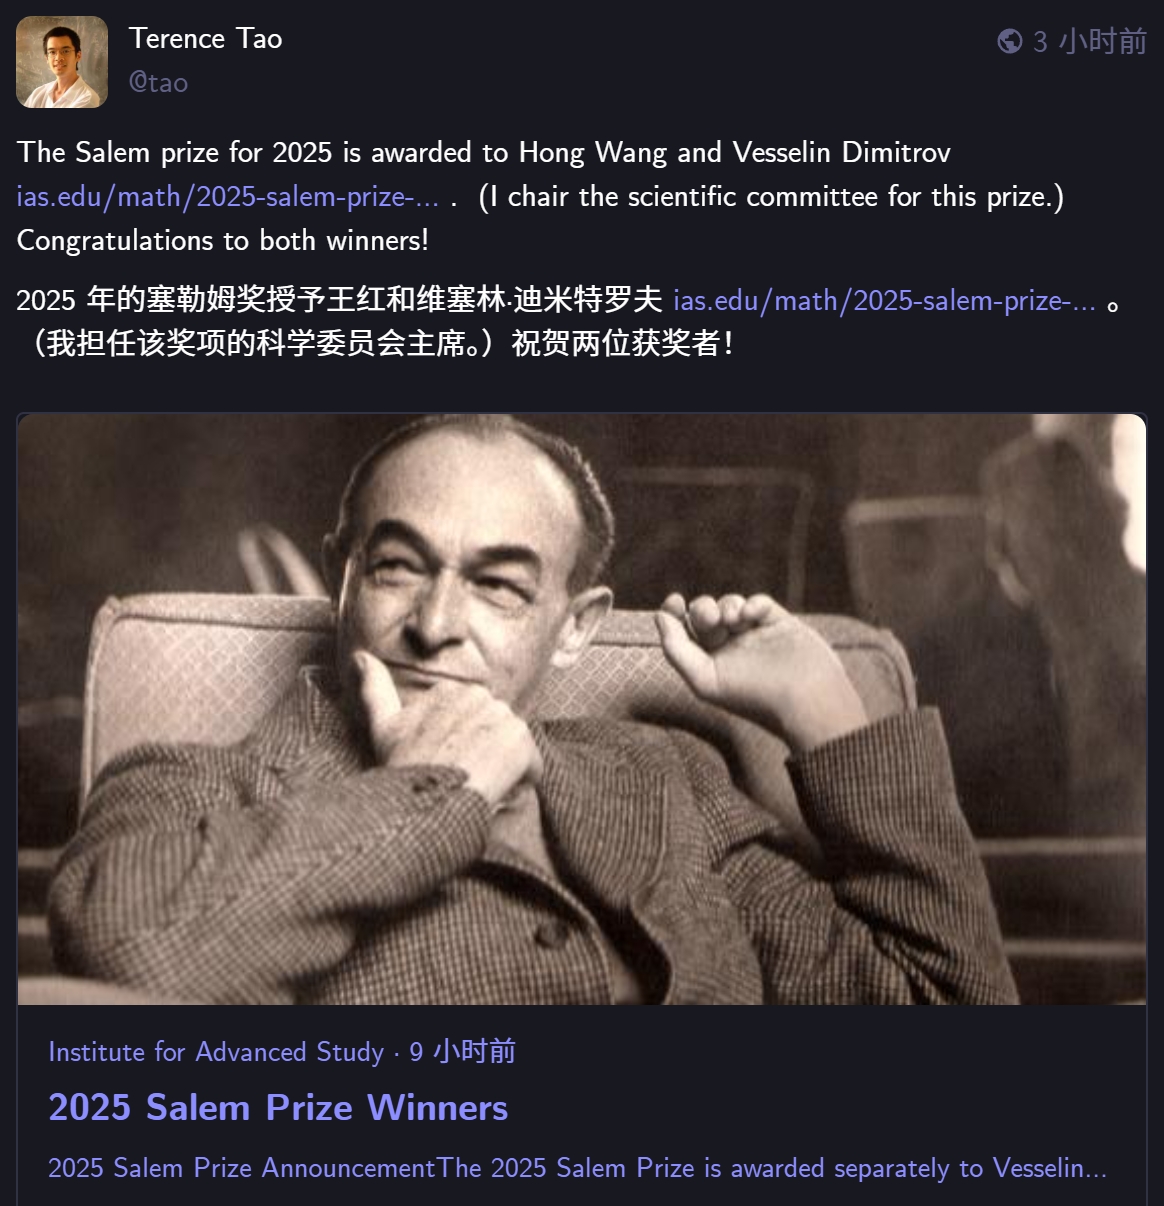 Terence Tao
3 小时前
@tao
The Salem prize for 2025 is awarded to Hong Wang and Vesselin Dimitrov
ias.edu/math/2025-salem-prize-... . (I chair the scientific committee for this prize.)
Congratulations to both winners!
2025 年的塞勒姆奖授予王红和维塞林·迪米特罗夫 ias.edu/math/2025-salem-prize-... 。
（我担任该奖项的科学委员会主席。）祝贺两位获奖者！
Institute for Advanced Study · 9 小时前
2025 Salem Prize Winners
2025 Salem Prize AnnouncementThe 2025 Salem Prize is awarded separately to Vesselin...